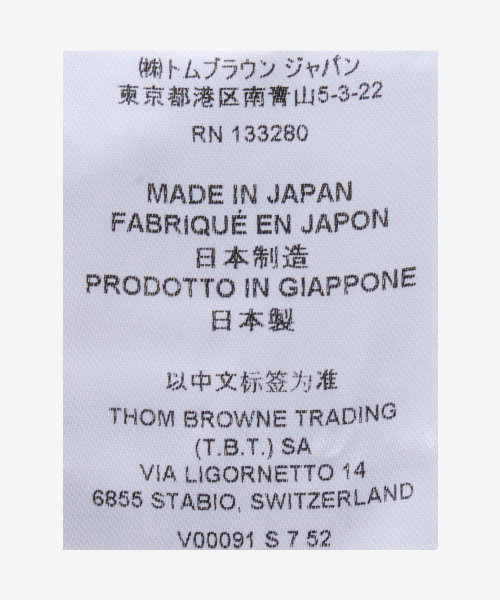 ㈱トムブラウン ジャパン
東京都港区南青山5-3-22
RN 133280
MADE IN JAPAN
FABRIQUÉ EN JAPON
日本制造
PRODOTTO IN GIAPPONE
日本製
以中文标签为准
THOM BROWNE TRADING
(T.B.T.) SA
VIA LIGORNETTO 14
6855 STABIO, SWITZERLAND
V00091 S 7 52